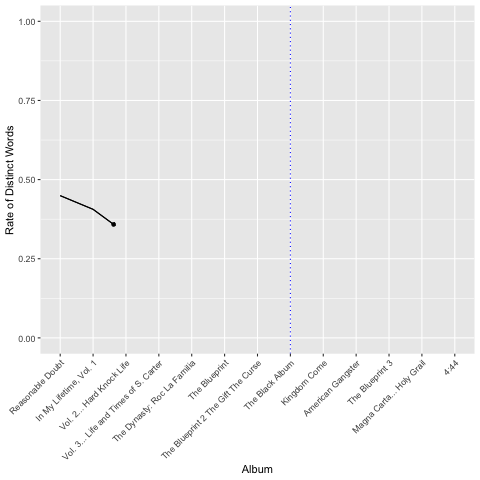 1.00
0.75
0.50
0.25
0.00
Rate of Distinct Words
Reasonable Doubt
In My Lifetime, Vol. 1
Vol. 2... Hard Knock Life
Vol. 3... Life and Times of S. Carter
The Dynasty: Roc La Familia
The Blueprint
The Blueprint 2 The Gift The Curse
The Black Album
Kingdom Come
American Gangster
The Blueprint 3
Magna Carta... Holy Grail
4:44
Album